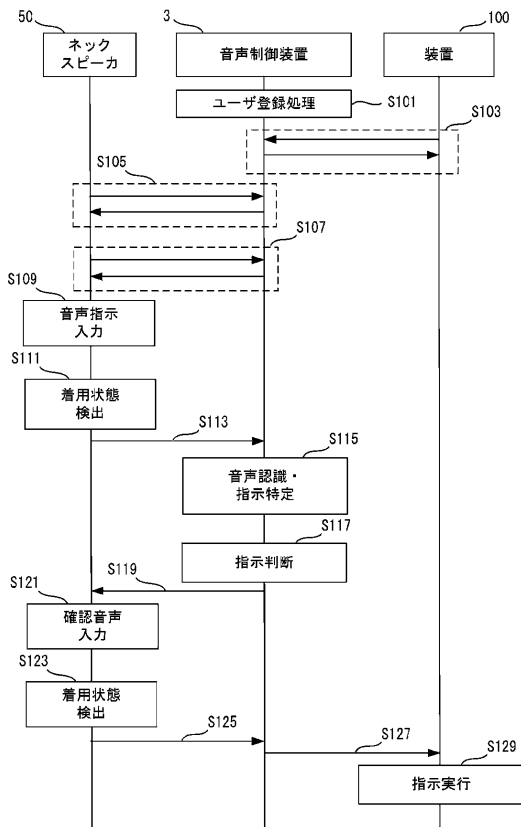 50
3
100
ネック
スピーカ
音声制御装置
装置
ユーザ登録処理
S101
S103
S105
S107
S109
音声指示
入力
S111
着用状態
検出
S113
S115
音声認識・
指示特定
S117
指示判断
S119
S121
確認音声
入力
S123
着用状態
検出
S125
S127
S129
指示実行